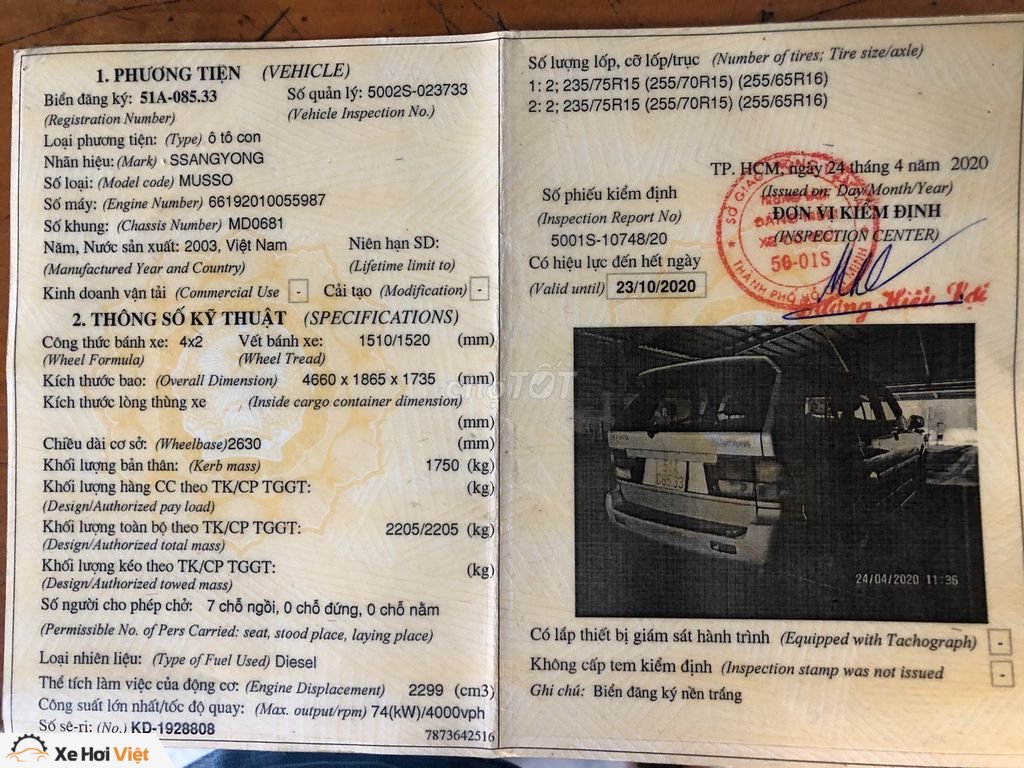 1. PHƯƠNG TIỆN (VEHICLE)
Biển đăng ký: 51A-085.33 Số quản lý: 5002S-023733
(Registration Number) (Vehicle Inspection No.)
Loại phương tiện: (Type) ô tô con
Nhãn hiệu: (Mark) SSANGYONG
Số loại: (Model code) MUSSO
Số máy: (Engine Number) 66192010055987
Số khung: (Chassis Number) MD0681
Năm, Nước sản xuất: 2003, Việt Nam Niên hạn SD:
(Manufactured Year and Country) (Lifetime limit to)
Kinh doanh vận tải (Commercial Use - Cải tạo (Modification) -
2. THÔNG SỐ KỸ THUẬT (SPECIFICATIONS)
Công thức bánh xe: 4x2 Vết bánh xe: 1510/1520 (mm)
(Wheel Formula) (Wheel Tread)
Kích thước bao: (Overall Dimension) 4660 x 1865 x 1735 (mm)
Kích thước lòng thùng xe (Inside cargo container dimension)
(mm)
Chiều dài cơ sở: (Wheelbase) 2630 (mm)
Khối lượng bản thân: (Kerb mass) 1750 (kg)
Khối lượng hàng CC theo TK/CP TGGT: (kg)
(Design/Authorized pay load)
Khối lượng toàn bộ theo TK/CP TGGT: 2205/2205 (kg)
(Design/Authorized total mass)
Khối lượng kéo theo TK/CP TGGT: (kg)
(Design/Authorized towed mass)
Số người cho phép chở: 7 chỗ ngồi, 0 chỗ đứng, 0 chỗ nằm
(Permissible No. of Pers Carried: seat, stood place, laying place)
Loại nhiên liệu: (Type of Fuel Used) Diesel
Thể tích làm việc của động cơ: (Engine Displacement) 2299 (cm3)
Công suất lớn nhất/tốc độ quay: (Max. output/rpm) 74(kW)/4000vph
Số sê-ri: (No.) KD-1928808
7873642516
Xe Hơi Việt
Số lượng lốp, cỡ lốp/trục (Number of tires; Tire size/axle)
1: 2; 235/75R15 (255/70R15) (255/65R16)
2: 2; 235/75R15 (255/70R15) (255/65R16)
TP. HCM, ngày 24 tháng 4 năm 2020
(Issued on: Day/Month/Year)
Số phiếu kiểm định
ĐƠN VỊ KIỂM ĐỊNH
(Inspection Report No)
(INSPECTION CENTER)
5001S-10748/20
50-01S
Có hiệu lực đến hết ngày
(Valid until) 23/10/2020
CHỢ TỐT
51A
085.33
24/04/2020 11:36
Có lắp thiết bị giám sát hành trình (Equipped with Tachograph) -
Không cấp tem kiểm định (Inspection stamp was not issued -
Ghi chú: Biển đăng ký nền trắng